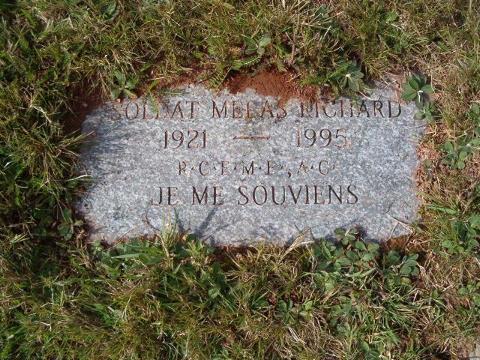 SOLDAT MELAS RICHARD
1921 — 1995
R·C·E·M·E·, A·C·
JE ME SOUVIENS